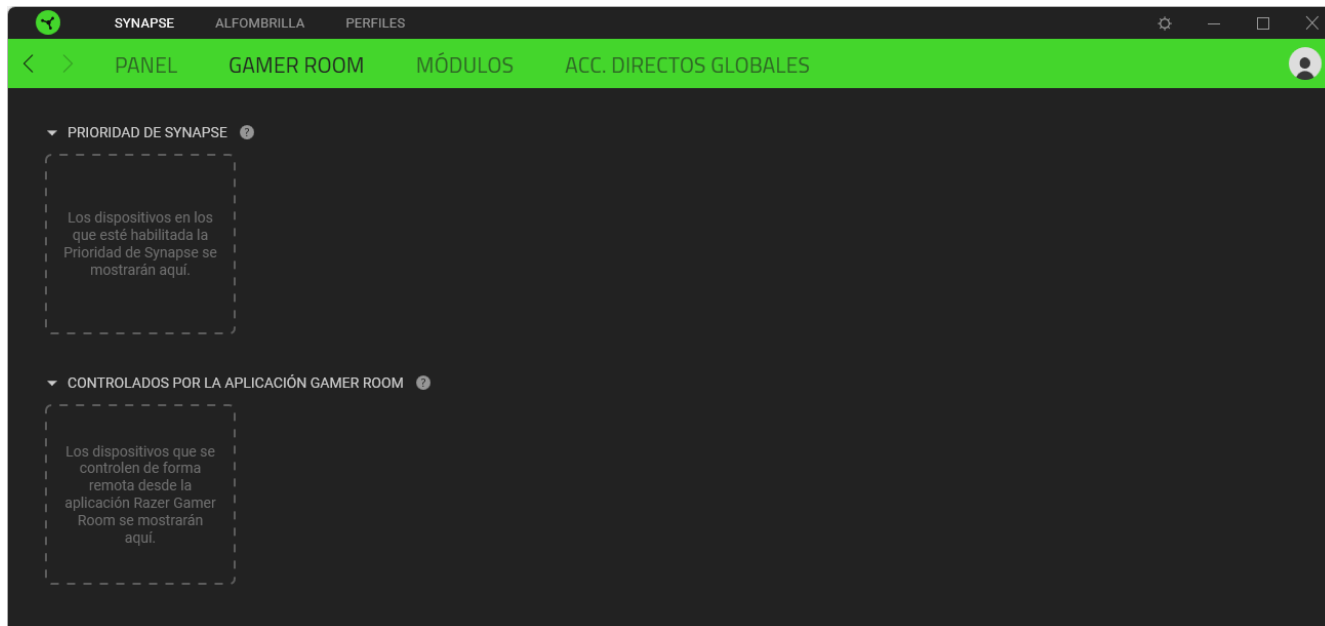 SYNAPSE ALFOMBRILLA PERFILES
PANEL GAMER ROOM MÓDULOS ACC. DIRECTOS GLOBALES
PRIORIDAD DE SYNAPSE ?
Los dispositivos en los
que esté habilitada la
Prioridad de Synapse se
mostrarán aquí.
CONTROLADOS POR LA APLICACIÓN GAMER ROOM ?
Los dispositivos que se
controlen de forma
remota desde la
aplicación Razer Gamer
Room se mostrarán
aquí.